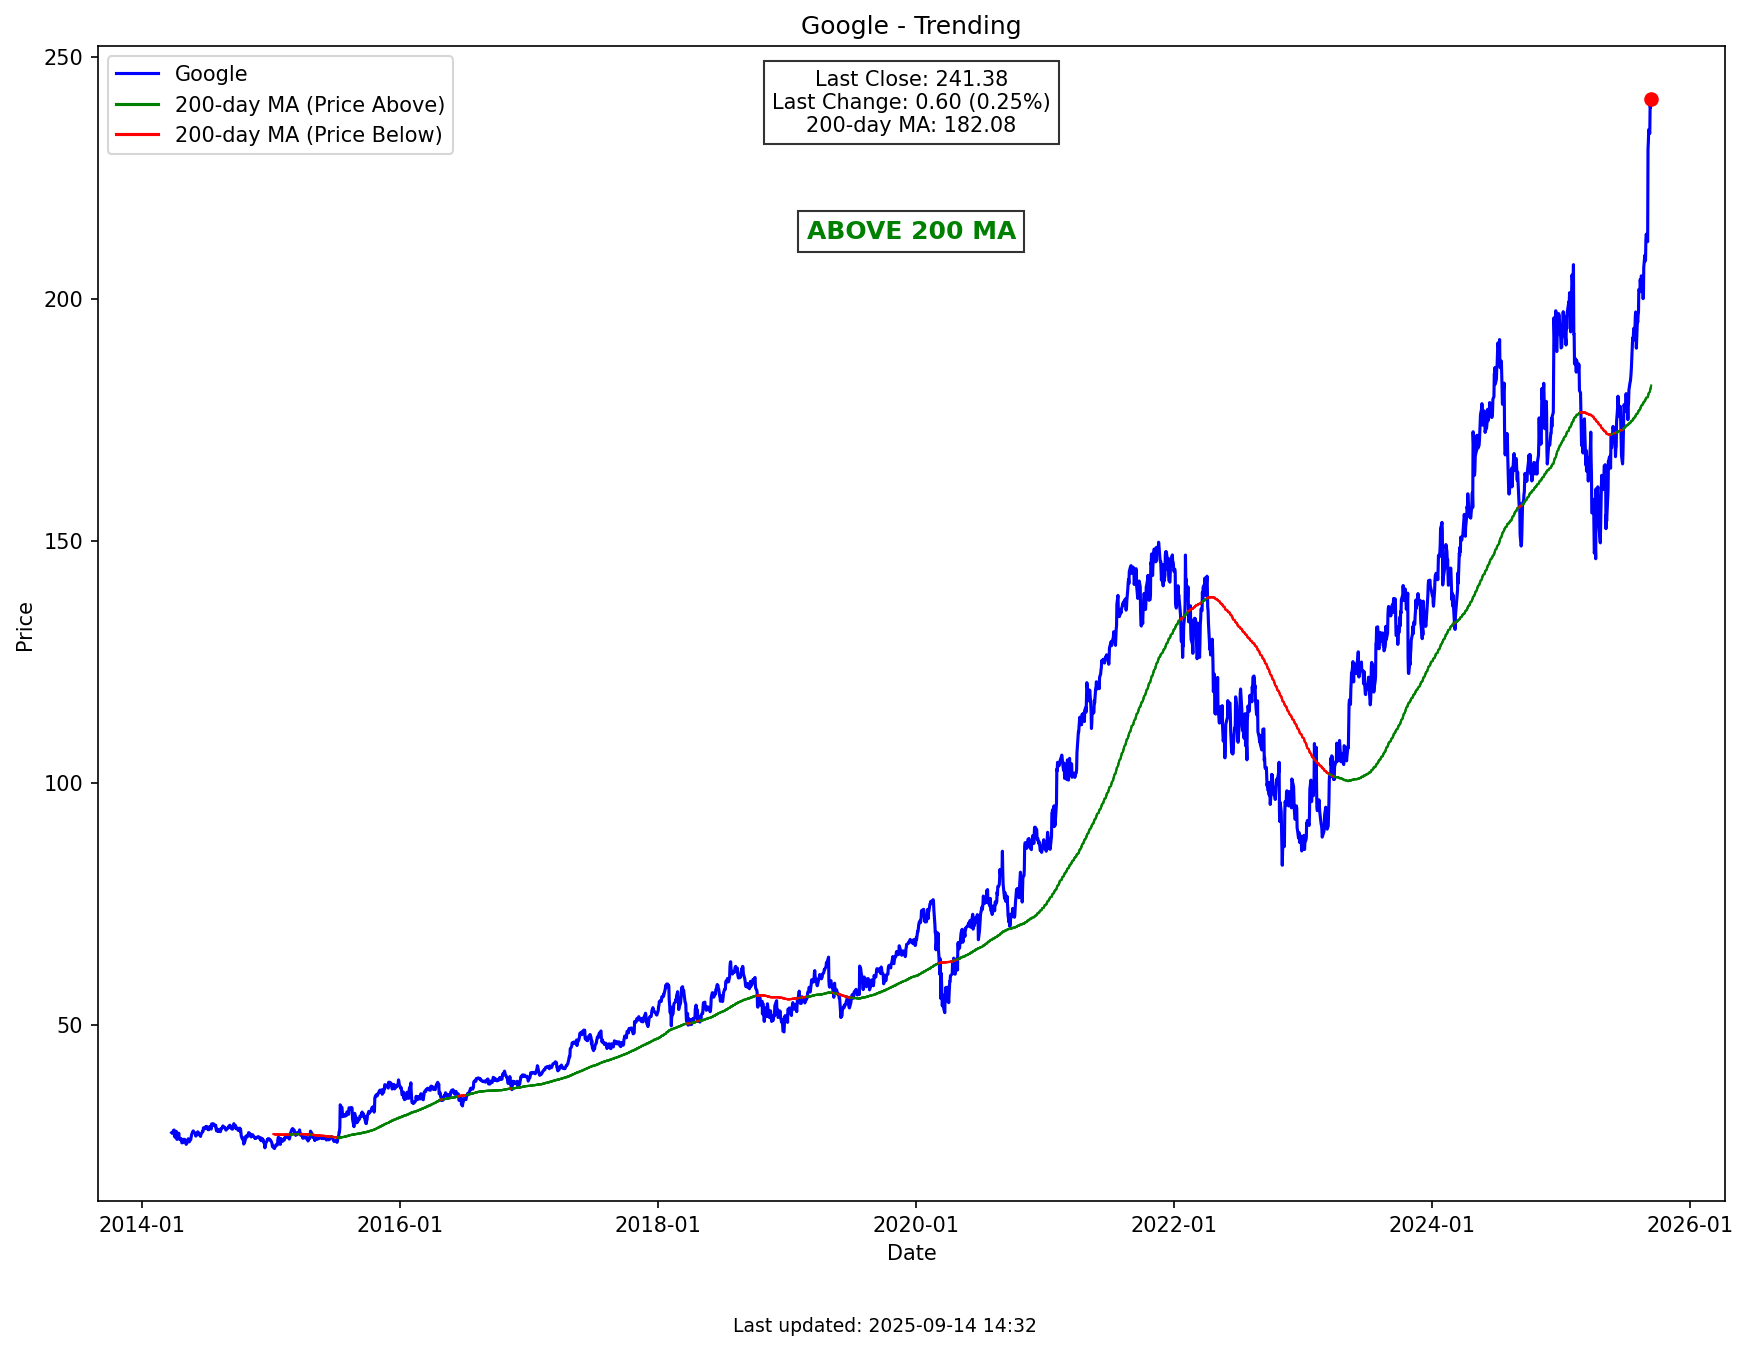 Google - Trending
Google
200-day MA (Price Above)
200-day MA (Price Below)
Last Close: 241.38
Last Change: 0.60 (0.25%)
200-day MA: 182.08
ABOVE 200 MA
250
200
150
100
50
Price
2014-01
2016-01
2018-01
2020-01
2022-01
2024-01
2026-01
Date
Last updated: 2025-09-14 14:32